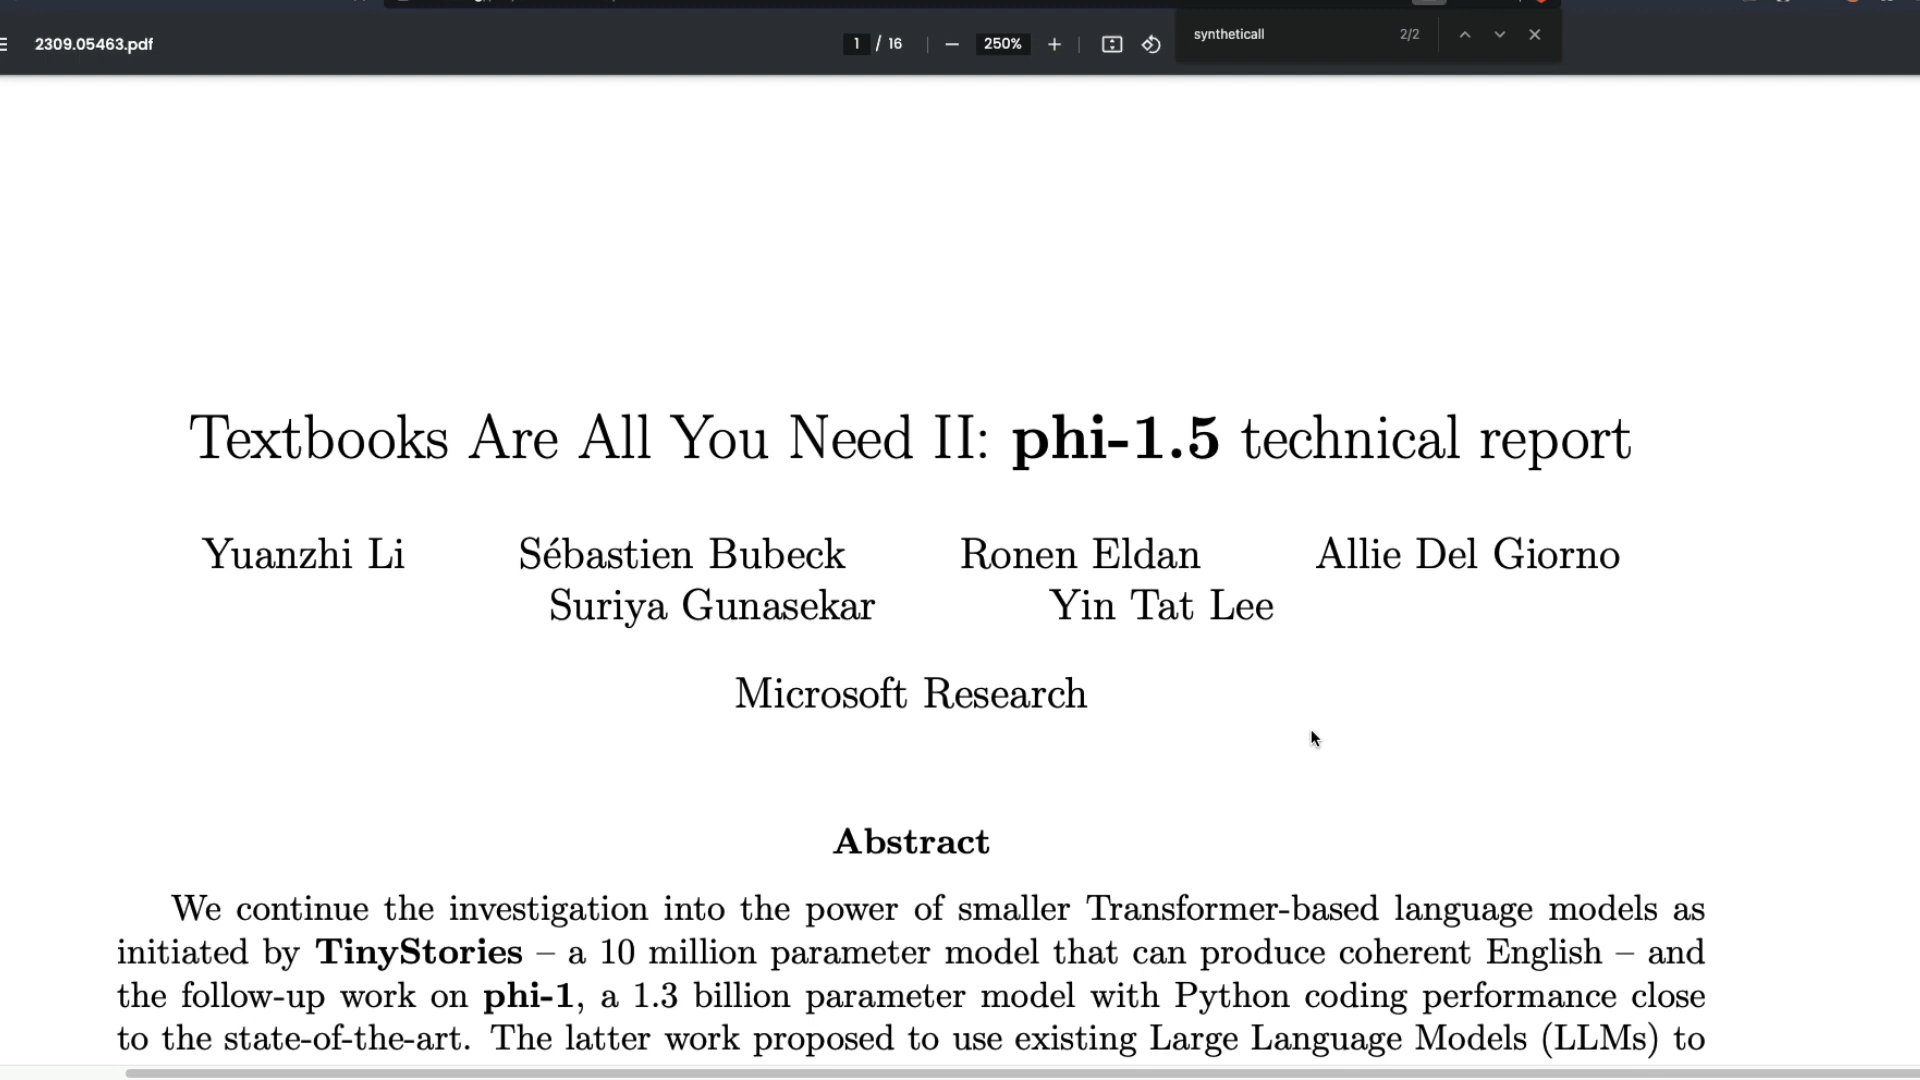 2309.05463.pdf
1 / 16
250%
syntheticall
2/2
Textbooks Are All You Need II: phi-1.5 technical report
Yuanzhi Li Sébastien Bubeck Ronen Eldan Allie Del Giorno
Suriya Gunasekar Yin Tat Lee
Microsoft Research
Abstract
We continue the investigation into the power of smaller Transformer-based language models as
initiated by TinyStories – a 10 million parameter model that can produce coherent English – and
the follow-up work on phi-1, a 1.3 billion parameter model with Python coding performance close
to the state-of-the-art. The latter work proposed to use existing Large Language Models (LLMs) to